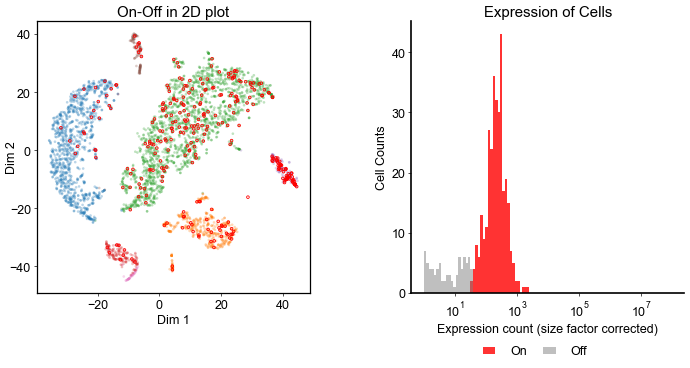 On-Off in 2D plot
40
20
0
−20
−40
−20
0
20
40
Dim 2
Dim 1
Expression of Cells
40
30
20
10
0
10^1
10^3
10^5
10^7
Cell Counts
Expression count (size factor corrected)
On
Off